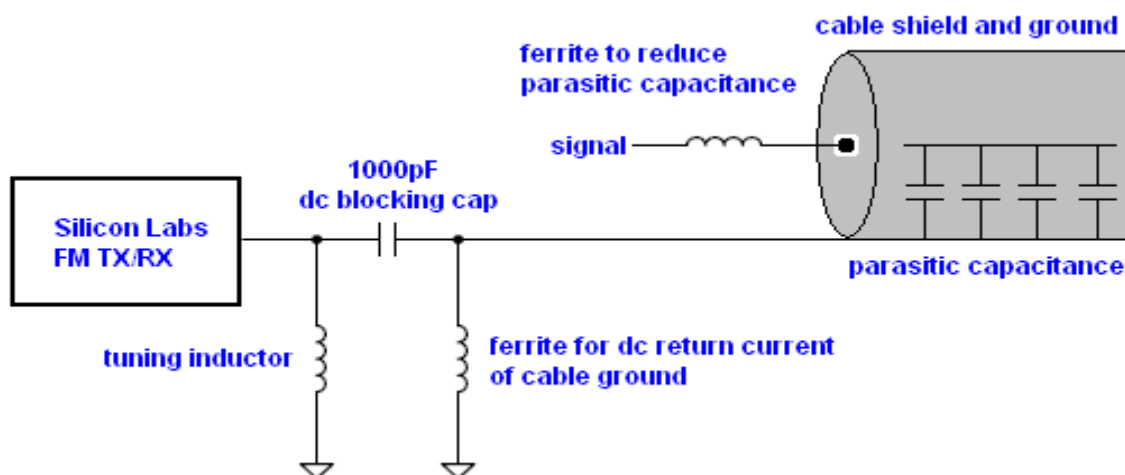 cable shield and ground
ferrite to reduce
parasitic capacitance
signal
1000pF
dc blocking cap
Silicon Labs
FM TX/RX
parasitic capacitance
tuning inductor
ferrite for dc return current
of cable ground